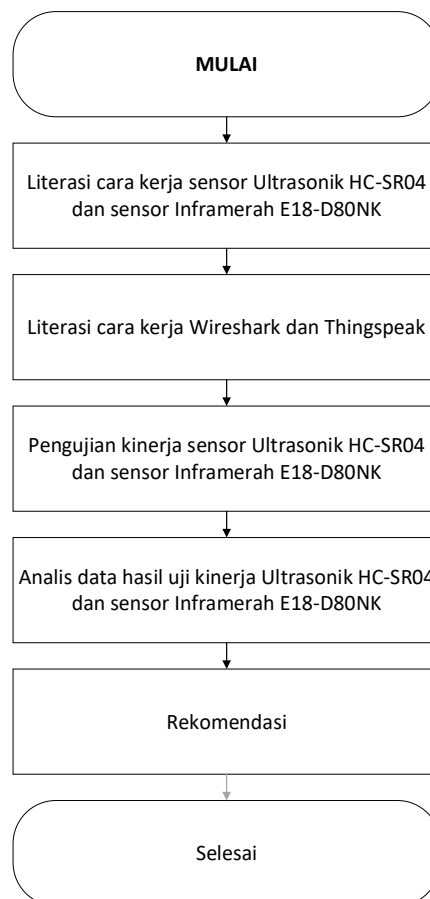 MULAI
Literasi cara kerja sensor Ultrasonik HC-SR04
dan sensor Inframerah E18-D80NK
Literasi cara kerja Wireshark dan Thingspeak
Pengujian kinerja sensor Ultrasonik HC-SR04
dan sensor Inframerah E18-D80NK
Analis data hasil uji kinerja Ultrasonik HC-SR04
dan sensor Inframerah E18-D80NK
Rekomendasi
Selesai